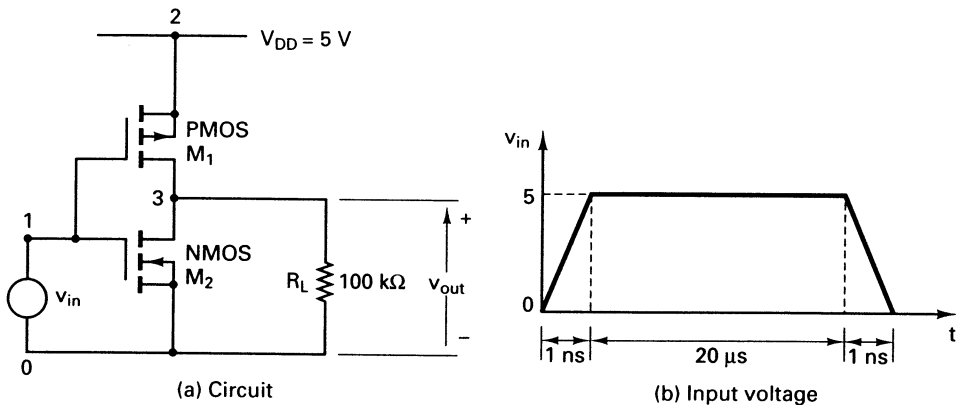 2
V_DD = 5 V
PMOS
M₁
3
1
NMOS
M₂
v_in
0
R_L
100 kΩ
+
v_out
−
(a) Circuit
v_in
5
0
t
1 ns
20 μs
1 ns
(b) Input voltage